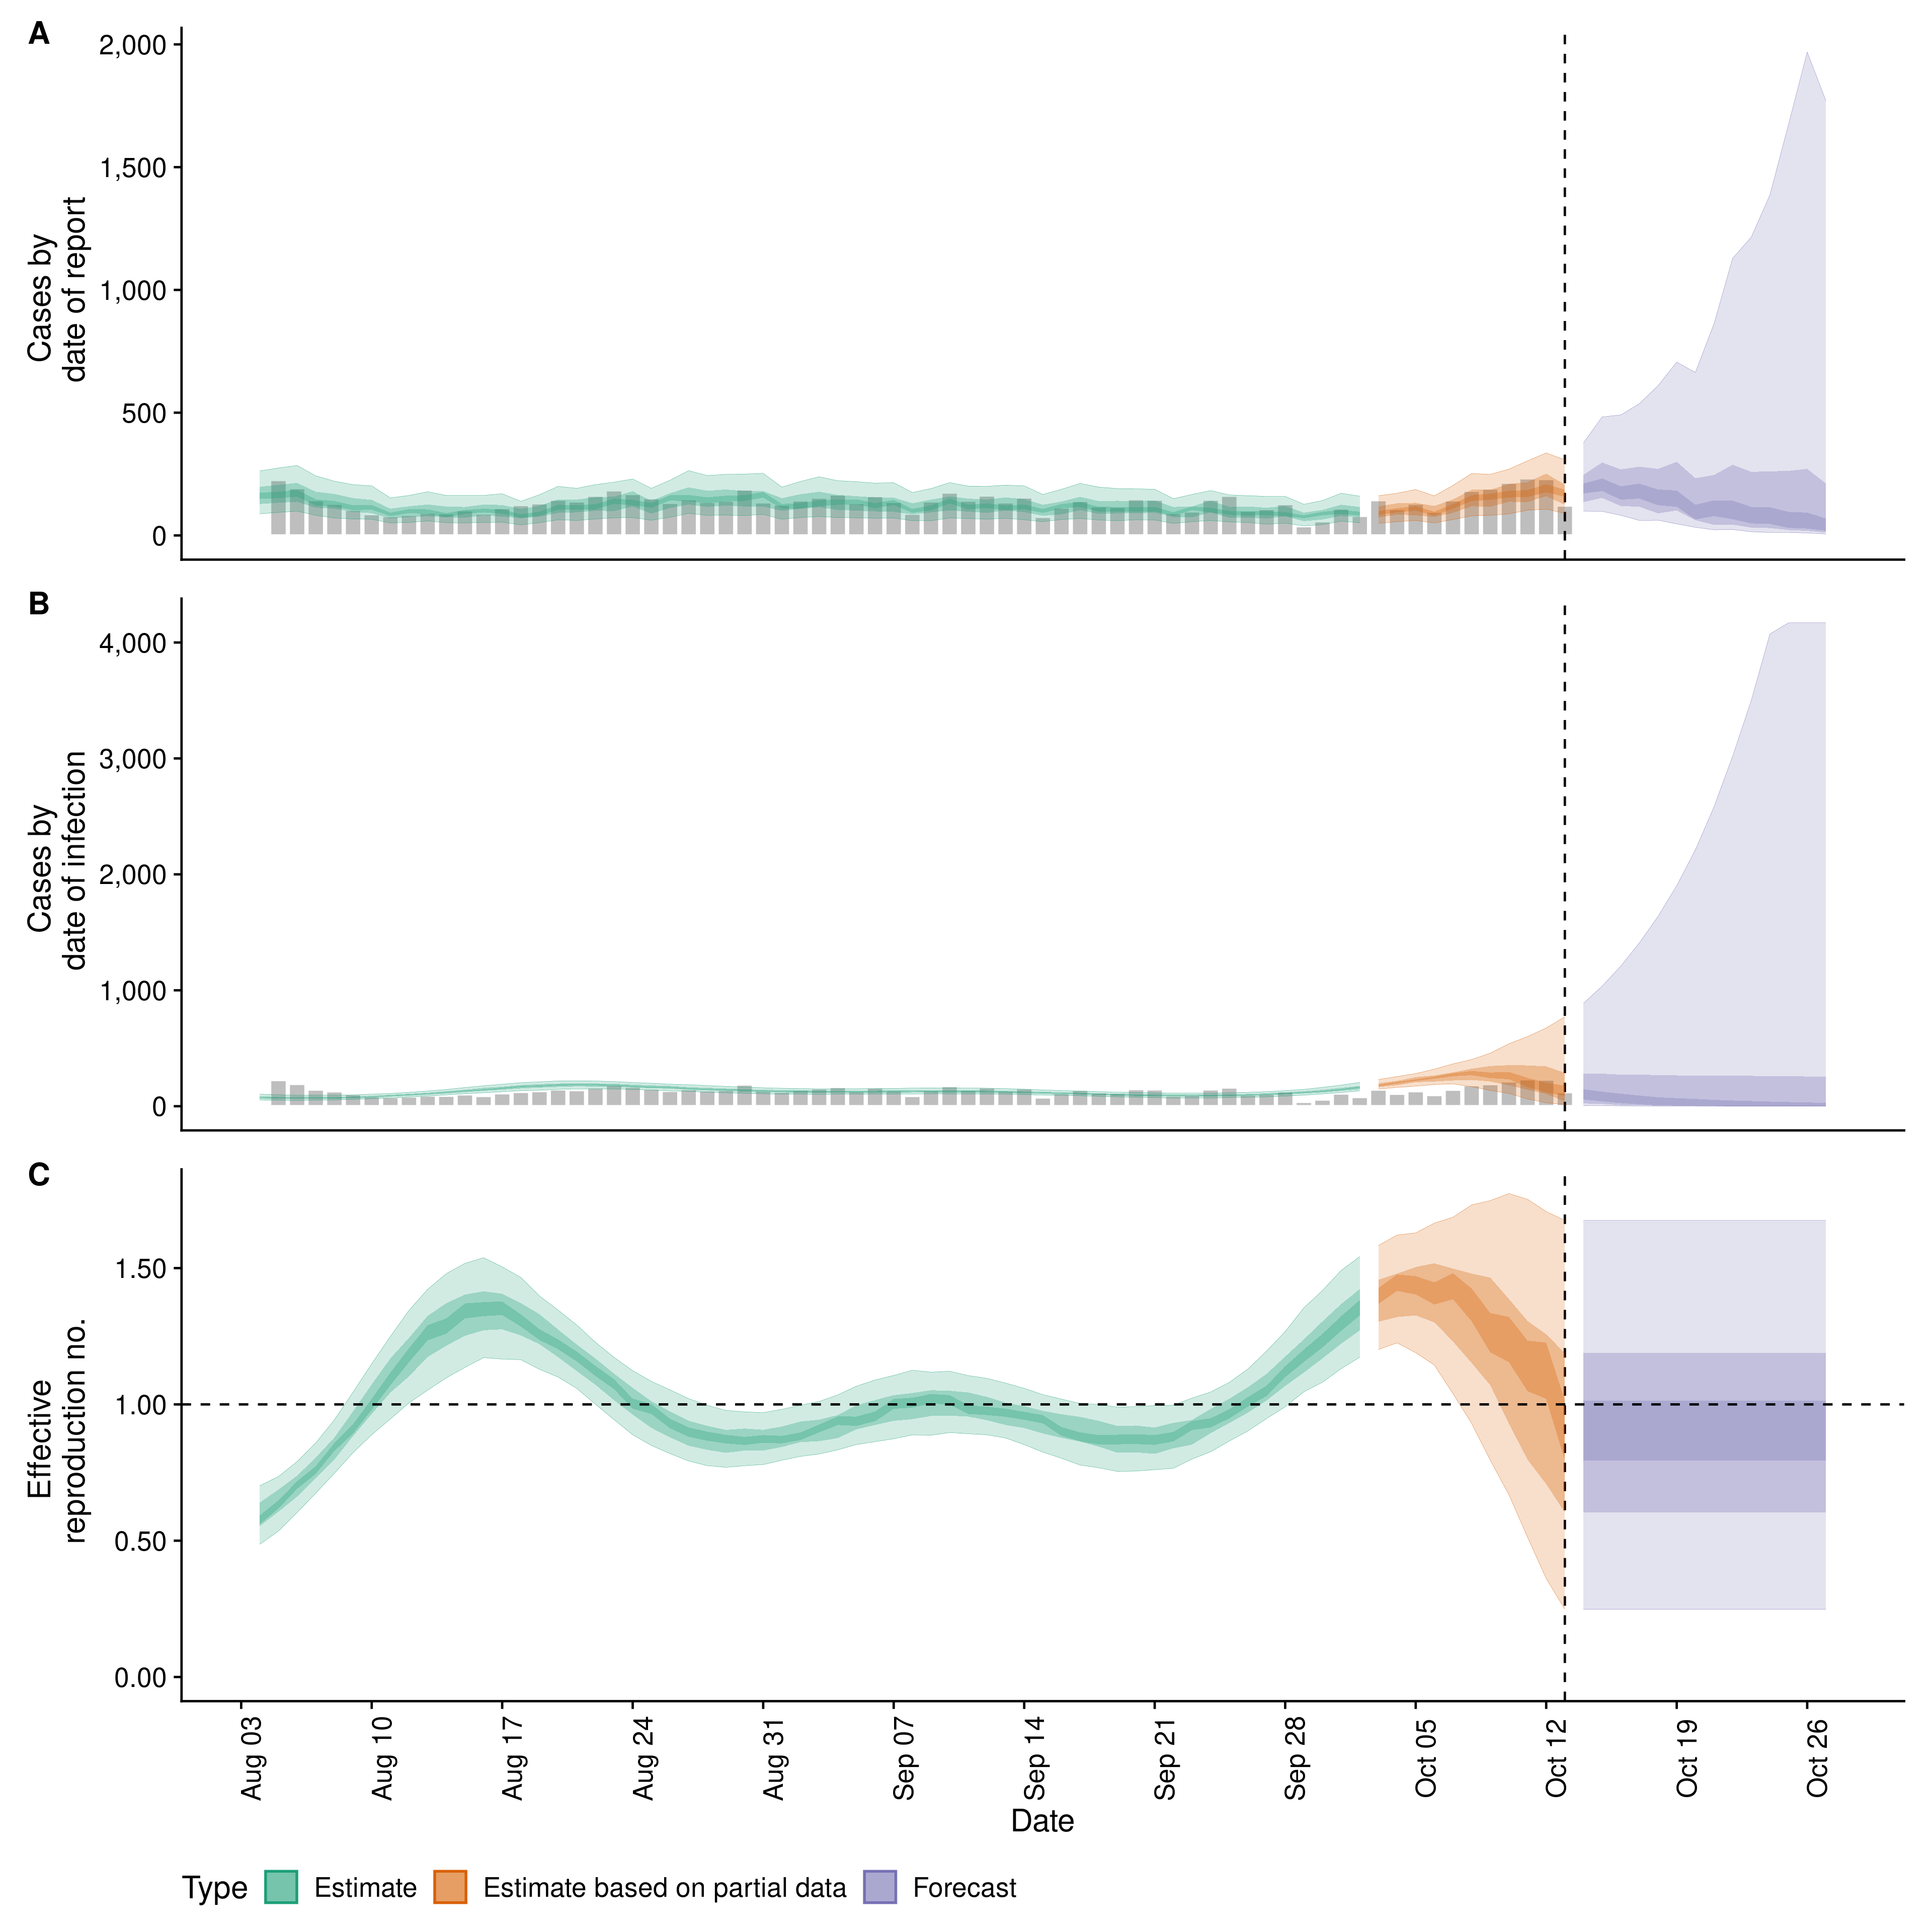 A
2,000
1,500
1,000
500
0
Cases by
date of report
B
4,000
3,000
2,000
1,000
0
Cases by
date of infection
C
1.50
1.00
0.50
0.00
Effective
reproduction no.
Aug 03
Aug 10
Aug 17
Aug 24
Aug 31
Sep 07
Sep 14
Sep 21
Sep 28
Oct 05
Oct 12
Oct 19
Oct 26
Date
Type Estimate Estimate based on partial data Forecast